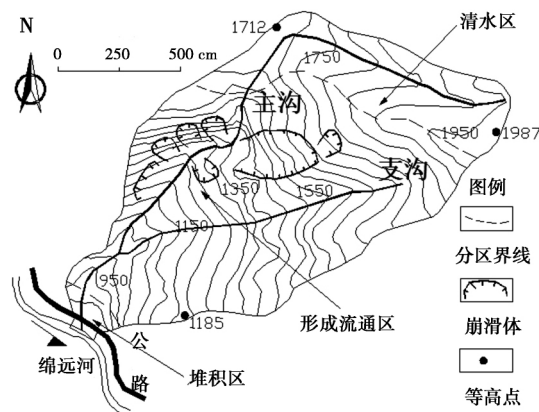 N
0 250 500 cm
1712
清水区
1750
主沟
1950
1987
支沟
1350
1550
1150
950
1185
图例
分区界线
崩滑体
等高点
形成流通区
堆积区
绵远河
公
路